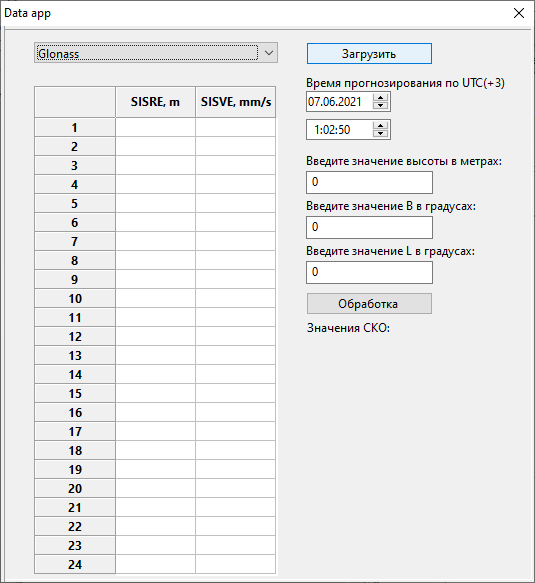 Data app
Glonass
Загрузить
Время прогнозирования по UTC(+3)
07.06.2021
1:02:50
Введите значение высоты в метрах:
0
Введите значение B в градусах:
0
Введите значение L в градусах:
0
Обработка
Значения СКО:
SISRE, m SISVE, mm/s
1
2
3
4
5
6
7
8
9
10
11
12
13
14
15
16
17
18
19
20
21
22
23
24